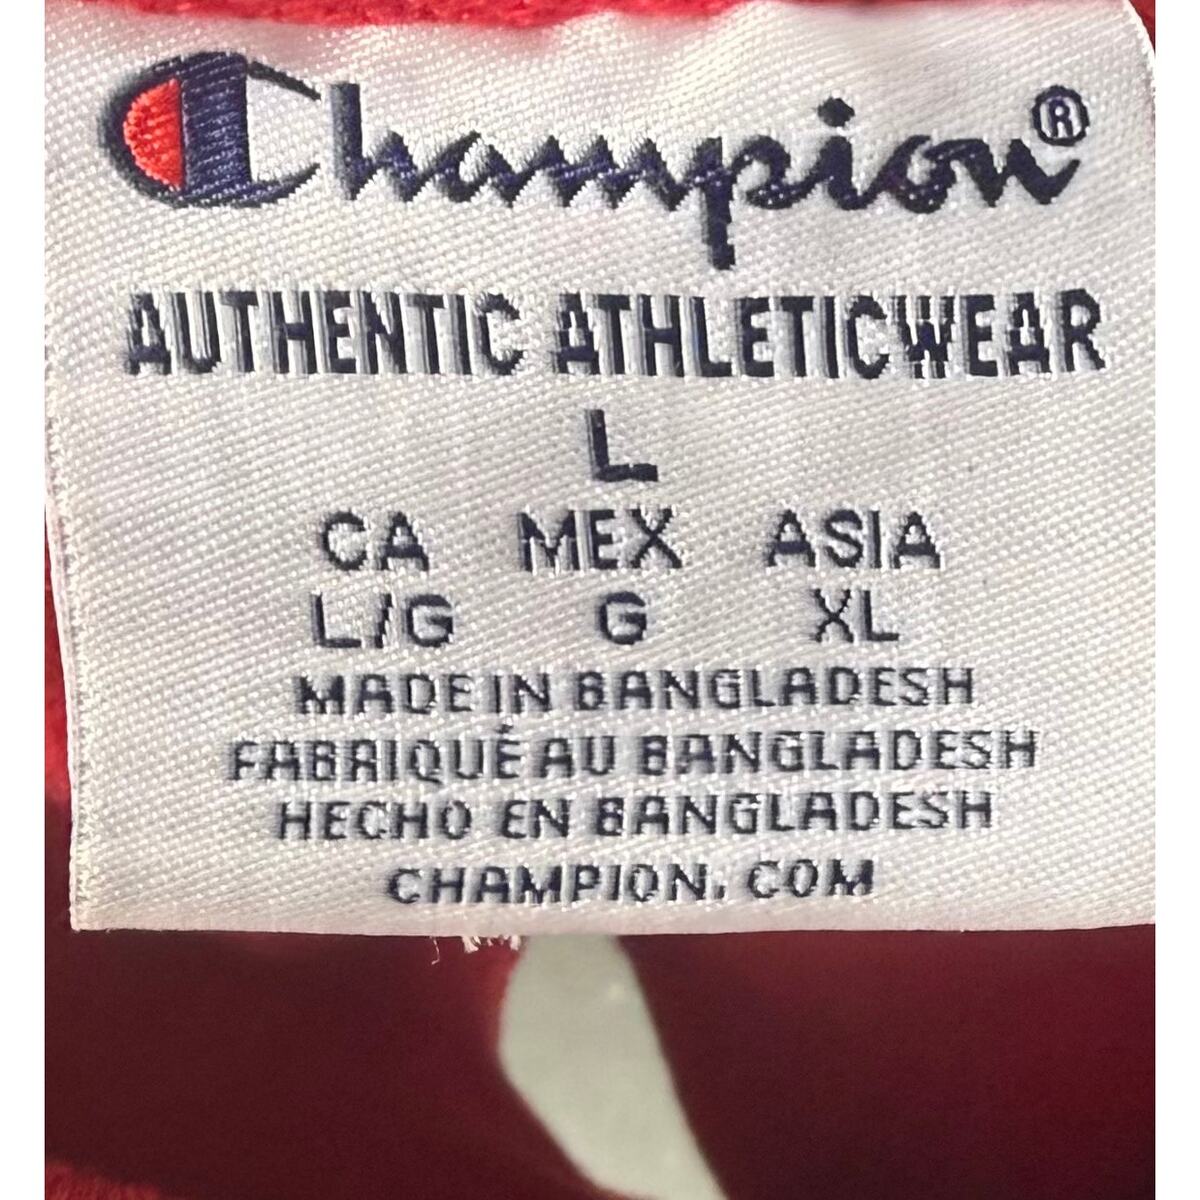 Champion®
AUTHENTIC ATHLETICWEAR
L
CA MEX ASIA
L/G G XL
MADE IN BANGLADESH
FABRIQUÉ AU BANGLADESH
HECHO EN BANGLADESH
CHAMPION.COM